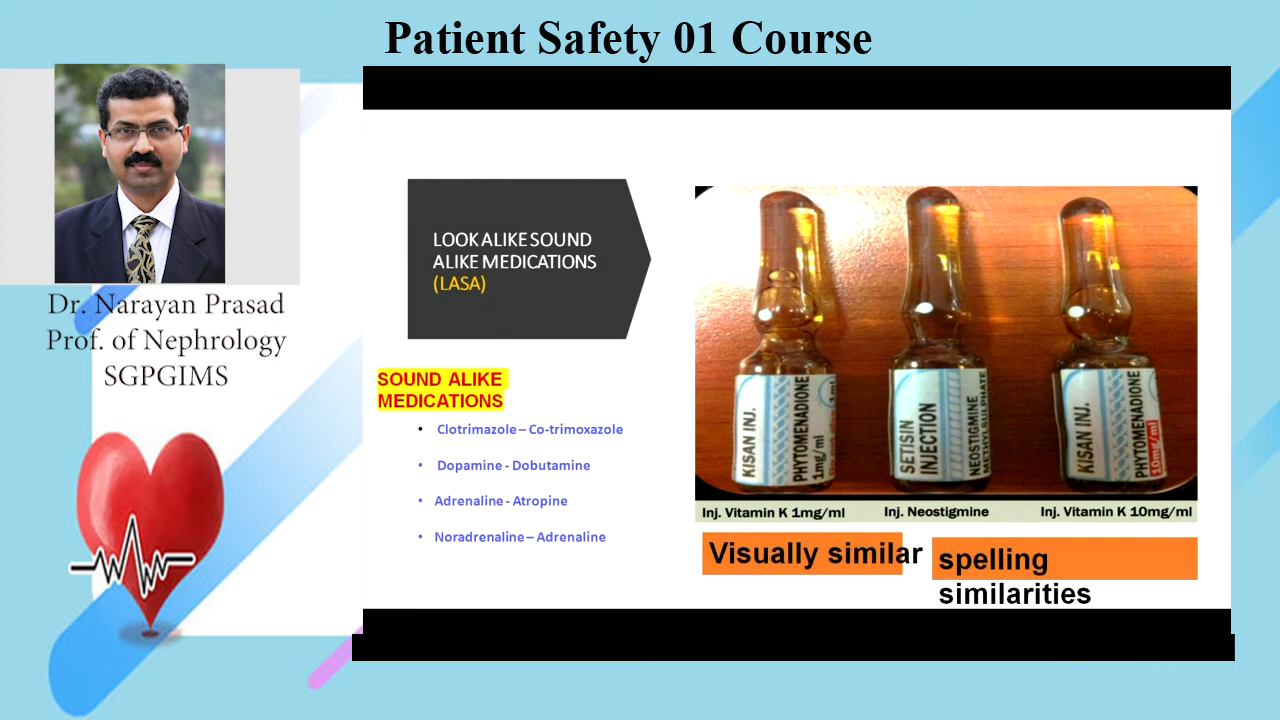 Patient Safety 01 Course
Dr. Narayan Prasad
Prof. of Nephrology
SGPGIMS
LOOK ALIKE SOUND
ALIKE MEDICATIONS
(LASA)
SOUND ALIKE
MEDICATIONS
• Clotrimazole – Co-trimoxazole
• Dopamine - Dobutamine
• Adrenaline - Atropine
• Noradrenaline – Adrenaline
KISAN INJ.
PHYTOMENADIONE
1mg/ml
1ml
SETISIN
INJECTION
NEOSTIGMINE
METHYLSULPHATE
KISAN INJ.
PHYTOMENADIONE
10mg/ml
Inj. Vitamin K 1mg/ml
Inj. Neostigmine
Inj. Vitamin K 10mg/ml
Visually similar
spelling
similarities